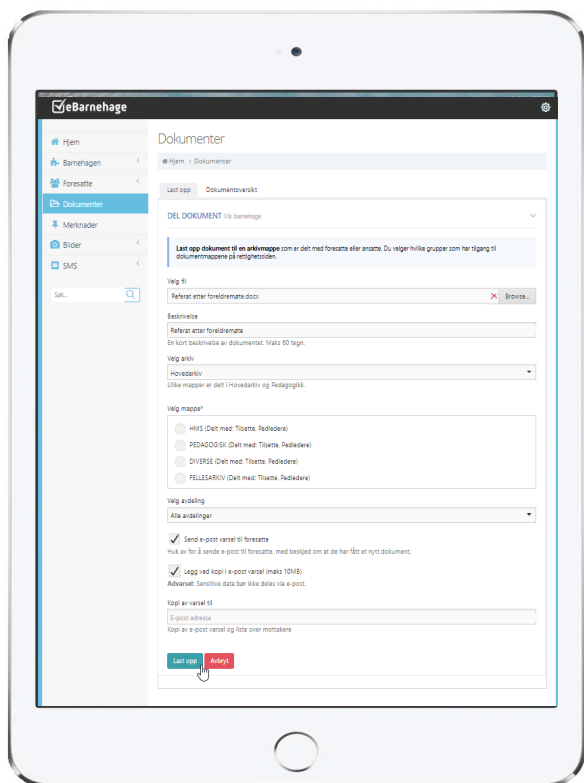 eBarnehage
Hjem
Barnehagen
Foresatte
Dokumenter
Merknader
Bilder
SMS
Søk...
Dokumenter
Hjem > Dokumenter
Last opp Dokumentoversikt
DEL DOKUMENT Vik barnehage
Last opp dokument til en arkivmappe som er delt med foresatte eller ansatte. Du velger hvilke grupper som har tilgang til
dokumentmappene på rettighetssiden.
Velg fil
Referat etter foreldremøte.docx Browse...
Beskrivelse
Referat etter foreldremøte
En kort beskrivelse av dokumentet. Maks 60 tegn.
Velg arkiv
Hovedarkiv
Ulike mapper er delt i Hovedarkiv og Pedagogikk.
Velg mappe*
HMS (Delt med: Tilsette, Pedledere)
PEDAGOGISK (Delt med: Tilsette, Pedledere)
DIVERSE (Delt med: Tilsette, Pedledere)
FELLESARKIV (Delt med: Tilsette, Pedledere)
Velg avdeling
Alle avdelinger
Send e-post varsel til foresatte
Huk av for å sende e-post til foresatte, med beskjed om at de har fått et nytt dokument.
Legg ved kopi i e-post varsel (maks 10MB)
Advarsel: Sensitive data bør ikke deles via e-post.
Kopi av varsel til
E-post adresse
Kopi av e-post varsel og liste over mottakere
Last opp Avbryt